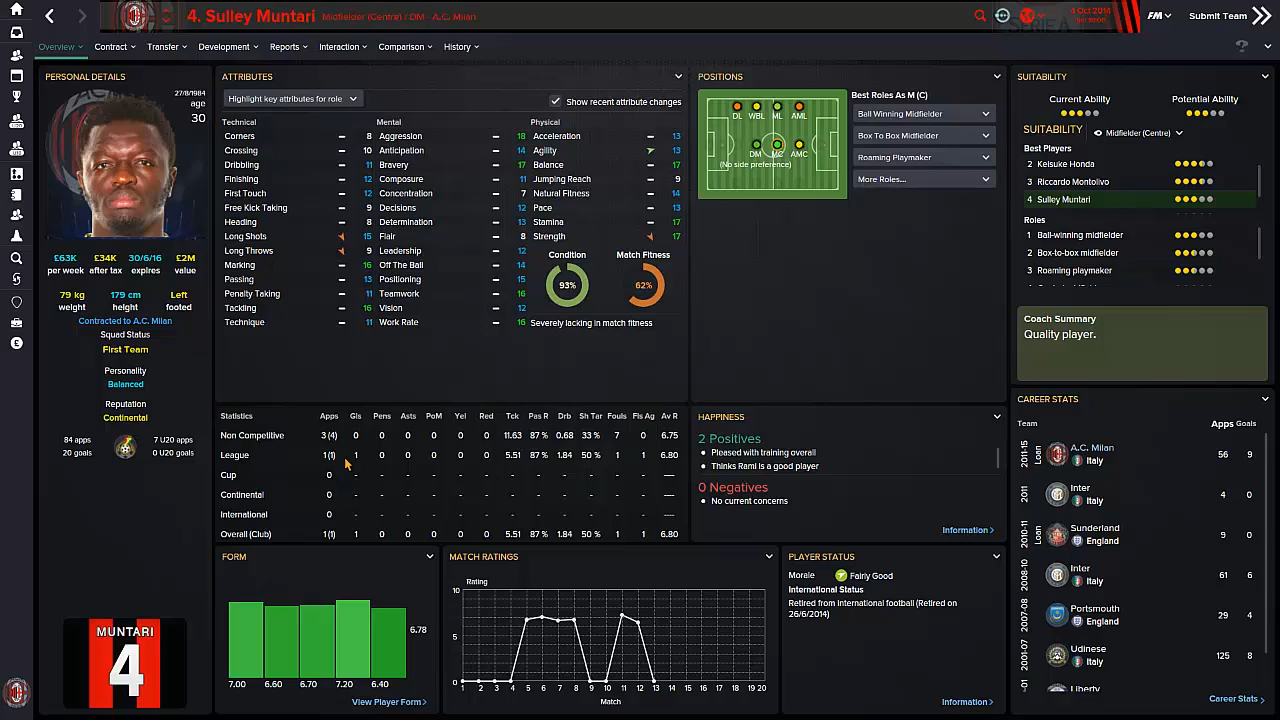 4. Sulley Muntari Midfielder (Centre) / DM - A.C. Milan
4 Oct 2014
FM
Submit Team
Overview Contract Transfer Development Reports Interaction Comparison History
PERSONAL DETAILS
27/8/1984
age
30
£63K £34K 30/6/16 £2M
per week after tax expires value
79 kg 179 cm Left
weight height footed
Contracted to A.C. Milan
Squad Status
First Team
Personality
Balanced
Reputation
Continental
84 apps 7 U20 apps
20 goals 0 U20 goals
MUNTARI
4
ATTRIBUTES
Highlight key attributes for role
Show recent attribute changes
Technical Mental Physical
Corners 8 Aggression 18 Acceleration 13
Crossing 10 Anticipation 14 Agility 13
Dribbling 11 Bravery 17 Balance 17
Finishing 12 Composure 11 Jumping Reach 9
First Touch 12 Concentration 7 Natural Fitness 14
Free Kick Taking 9 Decisions 12 Pace 13
Heading 8 Determination 13 Stamina 17
Long Shots 15 Flair 8 Strength 17
Long Throws 9 Leadership 12
Marking 16 Off The Ball 14
Passing 13 Positioning 15
Penalty Taking 11 Teamwork 16
Tackling 16 Vision 12
Technique 11 Work Rate 16
Condition Match Fitness
93% 62%
Severely lacking in match fitness
POSITIONS
DL WBL ML AML
DM MC AMC
(No side preference)
Best Roles As M (C)
Ball Winning Midfielder
Box To Box Midfielder
Roaming Playmaker
More Roles...
SUITABILITY
Current Ability Potential Ability
SUITABILITY Midfielder (Centre)
Best Players
2 Keisuke Honda
3 Riccardo Montolivo
4 Sulley Muntari
Roles
1 Ball-winning midfielder
2 Box-to-box midfielder
3 Roaming playmaker
Coach Summary
Quality player.
Statistics Apps Gls Pens Asts PoM Yel Red Tck Pas R Drb Sh Tar Fouls Fls Ag Av R
Non Competitive 3 (4) 0 0 0 0 0 0 11.63 87 % 0.68 33 % 7 0 6.75
League 1(1) 1 0 0 0 0 0 5.51 87 % 1.84 50 % 1 1 6.80
Cup 0 - - - - - - - - - - - - ----
Continental 0 - - - - - - - - - - - - ----
International 0 - - - - - - - - - - - - ----
Overall (Club) 1(1) 1 0 0 0 0 0 5.51 87 % 1.84 50 % 1 1 6.80
HAPPINESS
2 Positives
• Pleased with training overall
• Thinks Rami is a good player
0 Negatives
• No current concerns
Information >
CAREER STATS
Team Apps Goals
2011-15 Loan A.C. Milan Italy 56 9
2011 Inter Italy 4 0
2010-11 Loan Sunderland England 9 0
2008-10 Inter Italy 61 6
2007-08 Portsmouth England 29 4
2001-07 Udinese Italy 125 8
-01 Liberty
Career Stats >
FORM
6.78
7.00 6.60 6.70 7.20 6.40
View Player Form >
MATCH RATINGS
Rating
10
5
0
1 2 3 4 5 6 7 8 9 10 11 12 13 14 15 16 17 18 19 20
Match
PLAYER STATUS
Morale Fairly Good
International Status
Retired from International football (Retired on
26/6/2014)
Information >